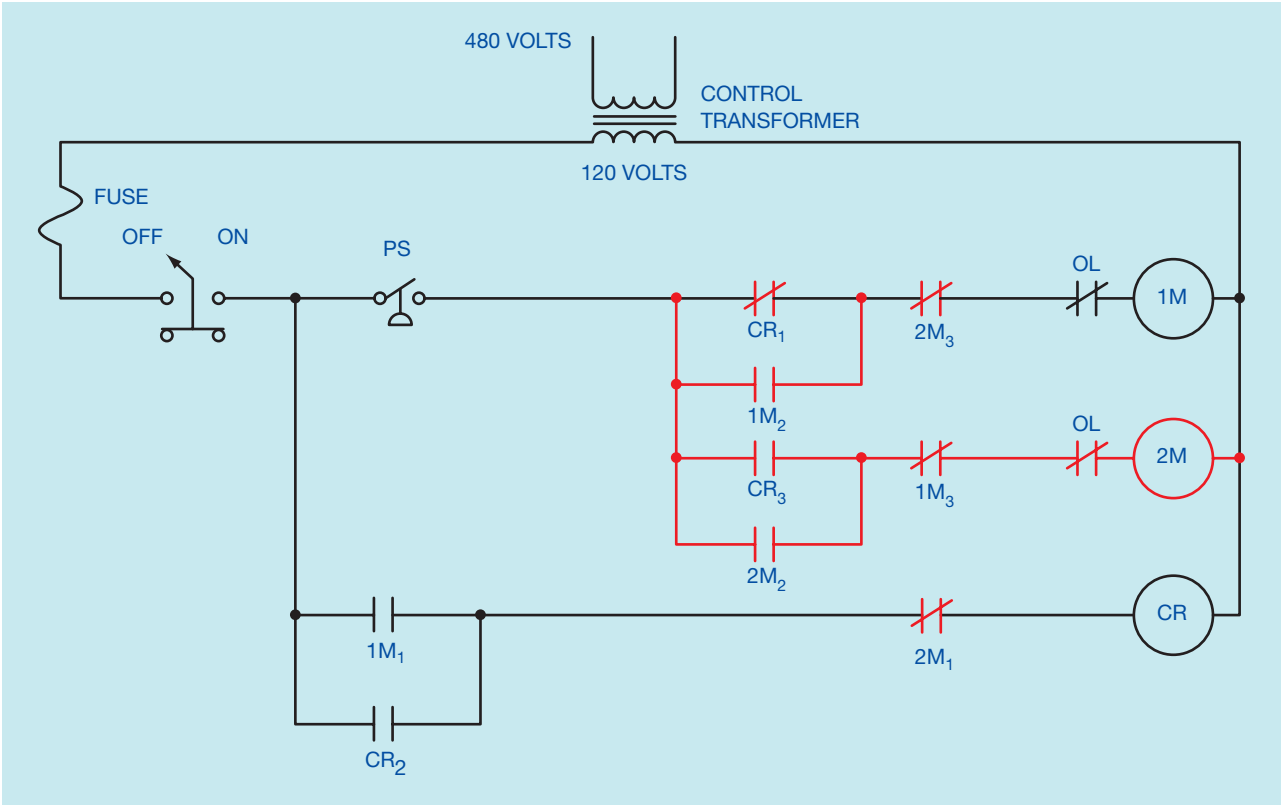 480 VOLTS
CONTROL
TRANSFORMER
120 VOLTS
FUSE
OFF
ON
PS
OL
1M
CR1
2M3
1M2
OL
2M
CR3
1M3
2M2
CR
1M1
2M1
CR2